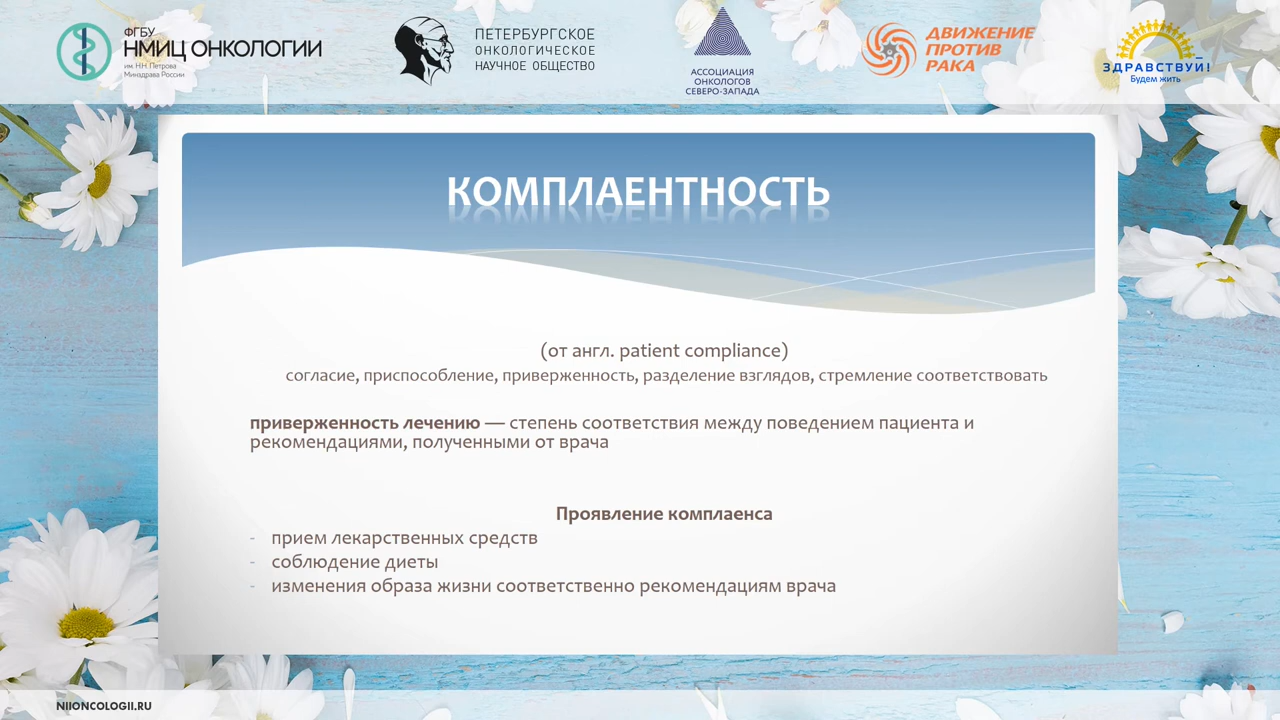 ФГБУ
НМИЦ ОНКОЛОГИИ
им. Н.Н. Петрова
Минздрава России
ПЕТЕРБУРГСКОЕ
ОНКОЛОГИЧЕСКОЕ
НАУЧНОЕ ОБЩЕСТВО
АССОЦИАЦИЯ
ОНКОЛОГОВ
СЕВЕРО-ЗАПАДА
ДВИЖЕНИЕ
ПРОТИВ
РАКА
ЗДРАВСТВУЙ!
Будем жить
КОМПЛАЕНТНОСТЬ
(от англ. patient compliance)
согласие, приспособление, приверженность, разделение взглядов, стремление соответствовать
приверженность лечению — степень соответствия между поведением пациента и
рекомендациями, полученными от врача
Проявление комплаенса
- прием лекарственных средств
- соблюдение диеты
- изменения образа жизни соответственно рекомендациям врача
NIIONCOLOGII.RU